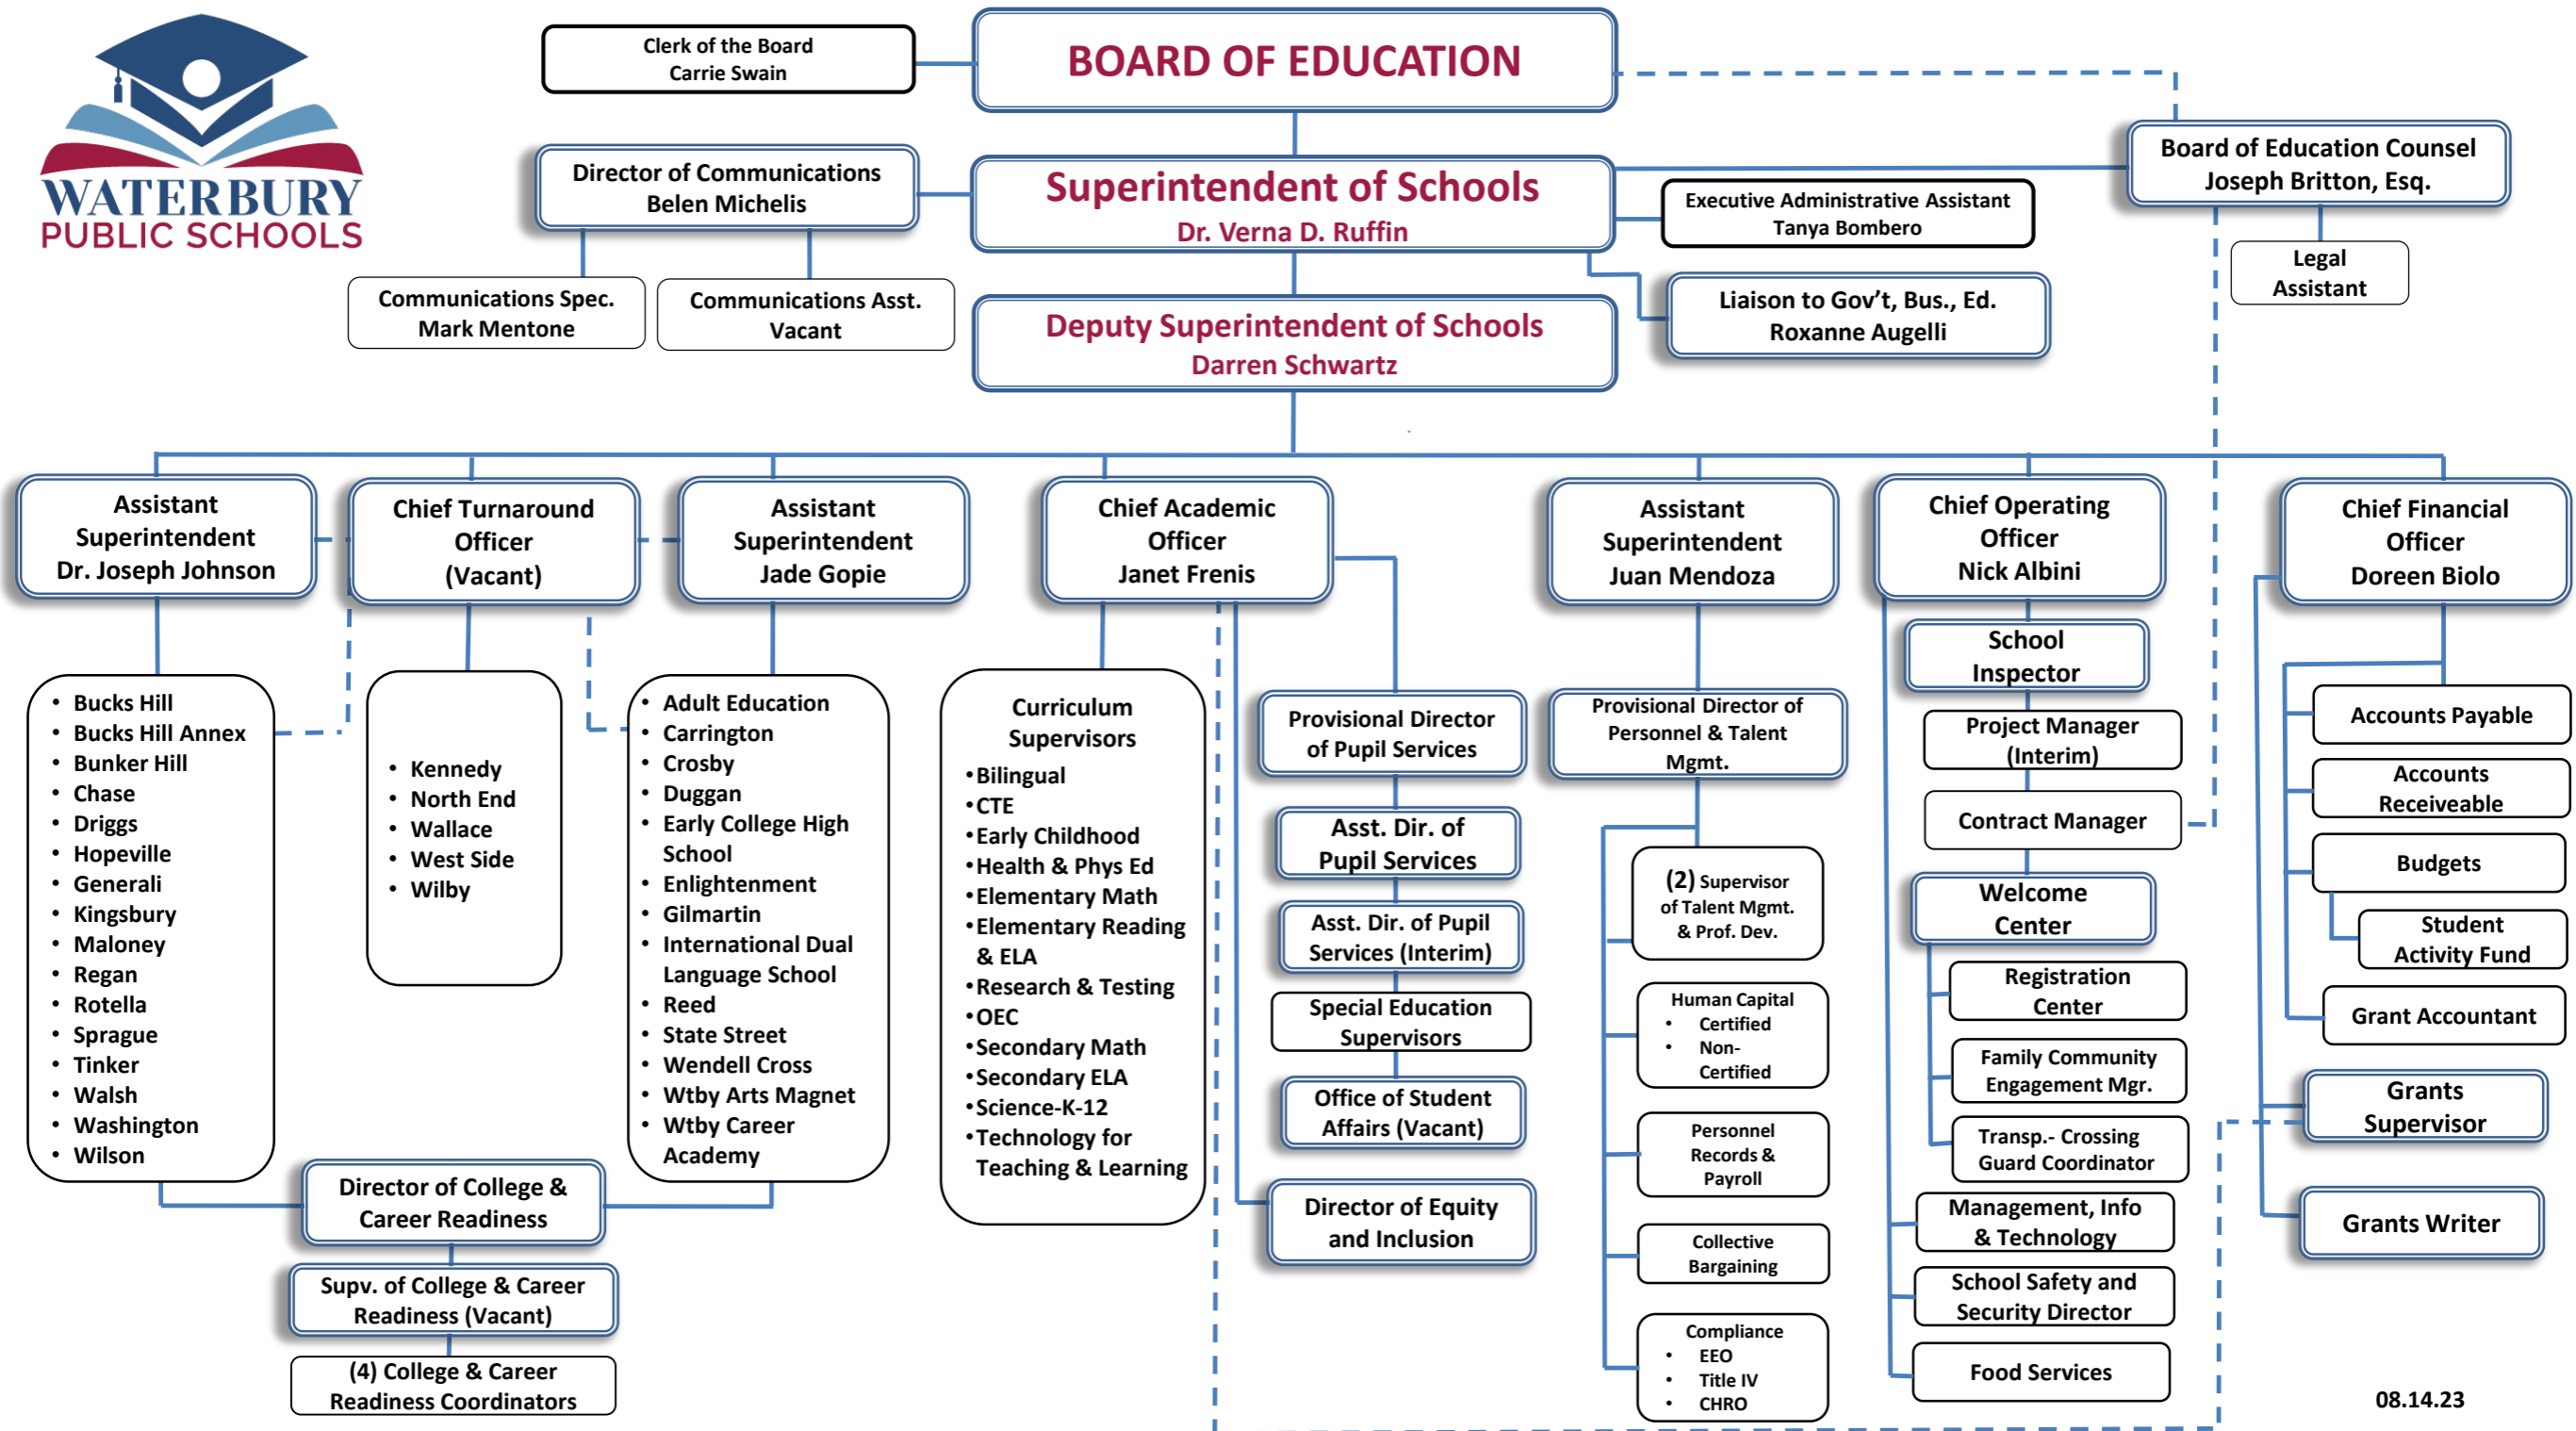 WATERBURY
PUBLIC SCHOOLS
Clerk of the Board
Carrie Swain
BOARD OF EDUCATION
Director of Communications
Belen Michelis
Superintendent of Schools
Dr. Verna D. Ruffin
Executive Administrative Assistant
Tanya Bombero
Board of Education Counsel
Joseph Britton, Esq.
Legal
Assistant
Communications Spec.
Mark Mentone
Communications Asst.
Vacant
Deputy Superintendent of Schools
Darren Schwartz
Liaison to Gov’t, Bus., Ed.
Roxanne Augelli
Assistant
Superintendent
Dr. Joseph Johnson
Chief Turnaround
Officer
(Vacant)
Assistant
Superintendent
Jade Gopie
Chief Academic
Officer
Janet Frenis
Assistant
Superintendent
Juan Mendoza
Chief Operating
Officer
Nick Albini
Chief Financial
Officer
Doreen Biolo
• Bucks Hill
• Bucks Hill Annex
• Bunker Hill
• Chase
• Driggs
• Hopeville
• Generali
• Kingsbury
• Maloney
• Regan
• Rotella
• Sprague
• Tinker
• Walsh
• Washington
• Wilson
• Kennedy
• North End
• Wallace
• West Side
• Wilby
• Adult Education
• Carrington
• Crosby
• Duggan
• Early College High
School
• Enlightenment
• Gilmartin
• International Dual
Language School
• Reed
• State Street
• Wendell Cross
• Wtby Arts Magnet
• Wtby Career
Academy
Director of College &
Career Readiness
Supv. of College & Career
Readiness (Vacant)
(4) College & Career
Readiness Coordinators
Curriculum
Supervisors
•Bilingual
•CTE
•Early Childhood
•Health & Phys Ed
•Elementary Math
•Elementary Reading
& ELA
•Research & Testing
•OEC
•Secondary Math
•Secondary ELA
•Science-K-12
•Technology for
Teaching & Learning
Provisional Director
of Pupil Services
Asst. Dir. of
Pupil Services
Asst. Dir. of Pupil
Services (Interim)
Special Education
Supervisors
Office of Student
Affairs (Vacant)
Director of Equity
and Inclusion
Provisional Director of
Personnel & Talent
Mgmt.
(2) Supervisor
of Talent Mgmt.
& Prof. Dev.
Human Capital
• Certified
• Non-
Certified
Personnel
Records &
Payroll
Collective
Bargaining
Compliance
• EEO
• Title IV
• CHRO
School
Inspector
Project Manager
(Interim)
Contract Manager
Welcome
Center
Registration
Center
Family Community
Engagement Mgr.
Transp.- Crossing
Guard Coordinator
Management, Info
& Technology
School Safety and
Security Director
Food Services
Accounts Payable
Accounts
Receiveable
Budgets
Student
Activity Fund
Grant Accountant
Grants
Supervisor
Grants Writer
08.14.23